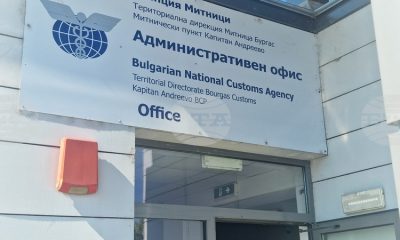 нция Митници
Териториална дирекция Митница Бургас
Митнически пункт Капитан Андреево
Административен офис
Bulgarian National Customs Agency
Territorial Directorate Bourgas Customs
Kapitan Andreevo BCP
Office